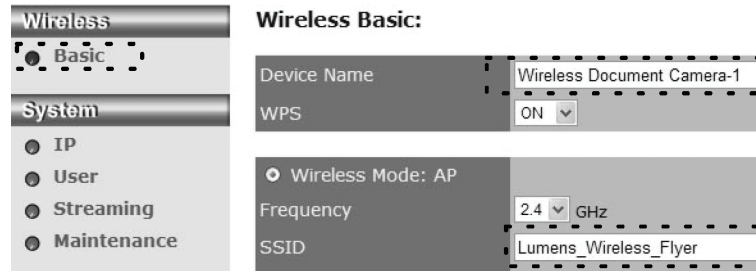 Wireless
Basic
System
IP
User
Streaming
Maintenance
Wireless Basic:
Device Name Wireless Document Camera-1
WPS ON
Wireless Mode: AP
Frequency 2.4 GHz
SSID Lumens_Wireless_Flyer